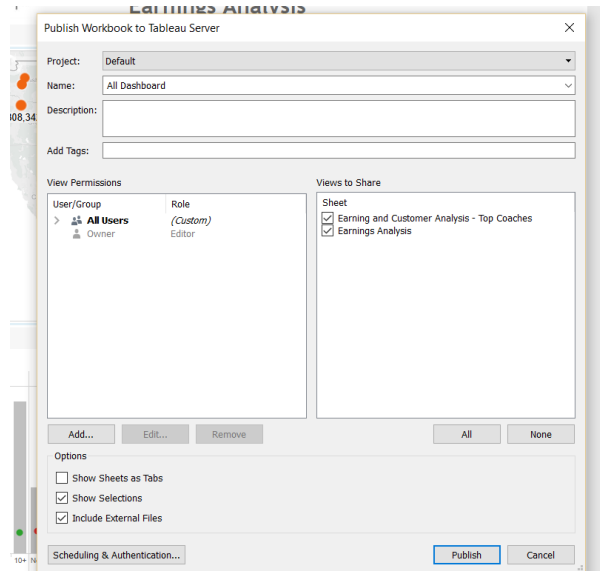 Earnings Analysis
Publish Workbook to Tableau Server
Project: Default
Name: All Dashboard
Description:
Add Tags:
View Permissions
Views to Share
User/Group Role
All Users (Custom)
Owner Editor
Sheet
Earning and Customer Analysis - Top Coaches
Earnings Analysis
Add... Edit... Remove
All None
Options
Show Sheets as Tabs
Show Selections
Include External Files
Scheduling & Authentication...
Publish Cancel
10+